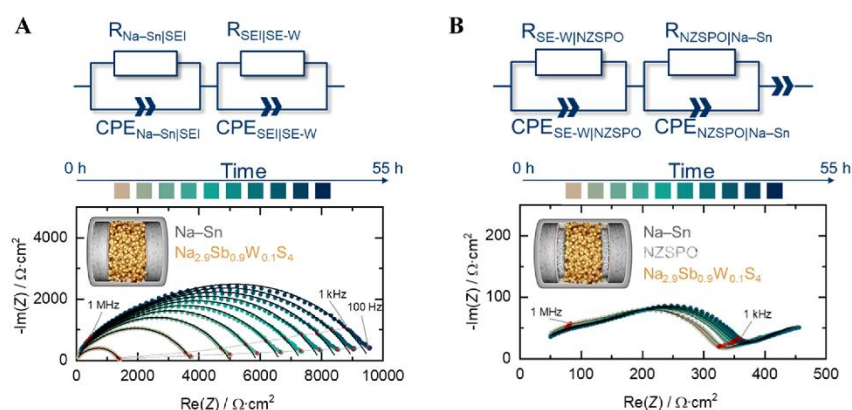 A
R Na–Sn|SEI
R SEI|SE-W
CPE Na–Sn|SEI
CPE SEI|SE-W
0 h
Time
55 h
4000
2000
0
-Im(Z) / Ω·cm²
Na–Sn
Na2.9Sb0.9W0.1S4
1 MHz
1 kHz
100 Hz
0
2000
4000
6000
8000
10000
Re(Z) / Ω·cm²
B
R SE-W|NZSPO
R NZSPO|Na–Sn
CPE SE-W|NZSPO
CPE NZSPO|Na–Sn
0 h
Time
55 h
200
100
0
-Im(Z) / Ω·cm²
Na–Sn
NZSPO
Na2.9Sb0.9W0.1S4
1 MHz
1 kHz
0
100
200
300
400
500
Re(Z) / Ω·cm²